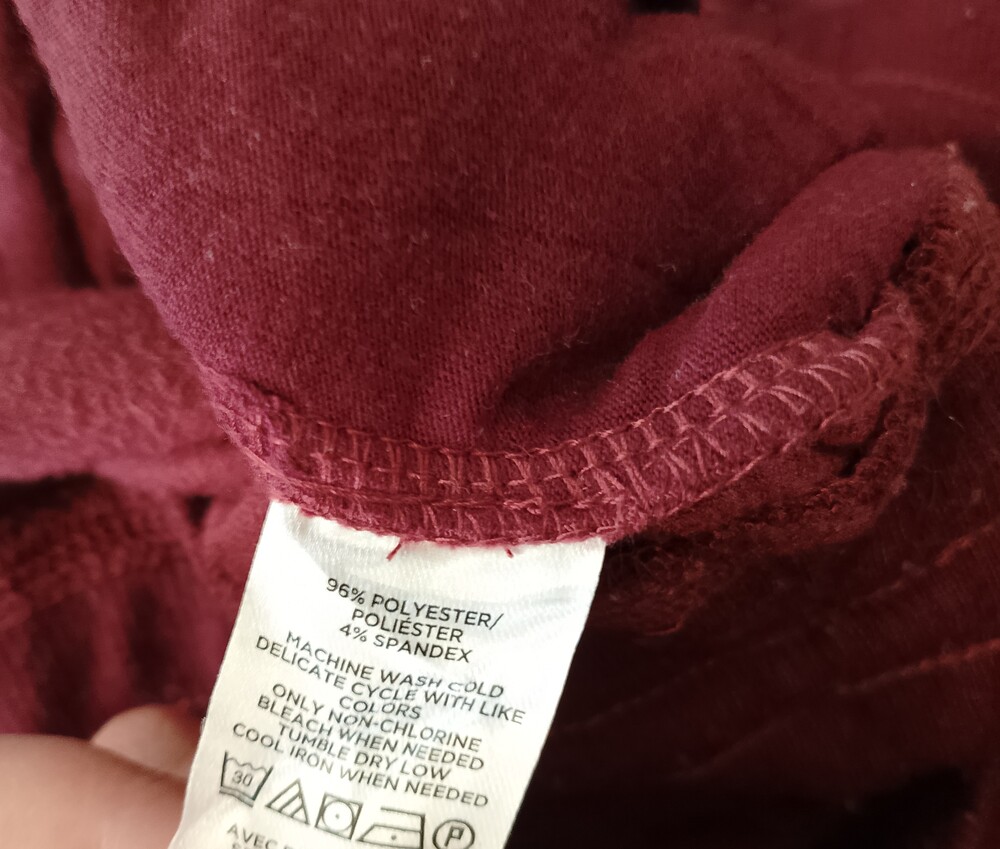 96% POLYESTER/
POLIÉSTER
4% SPANDEX
MACHINE WASH COLD
DELICATE CYCLE WITH LIKE
COLORS
ONLY NON-CHLORINE
BLEACH WHEN NEEDED
TUMBLE DRY LOW
COOL IRON WHEN NEEDED
30 P
AVEC